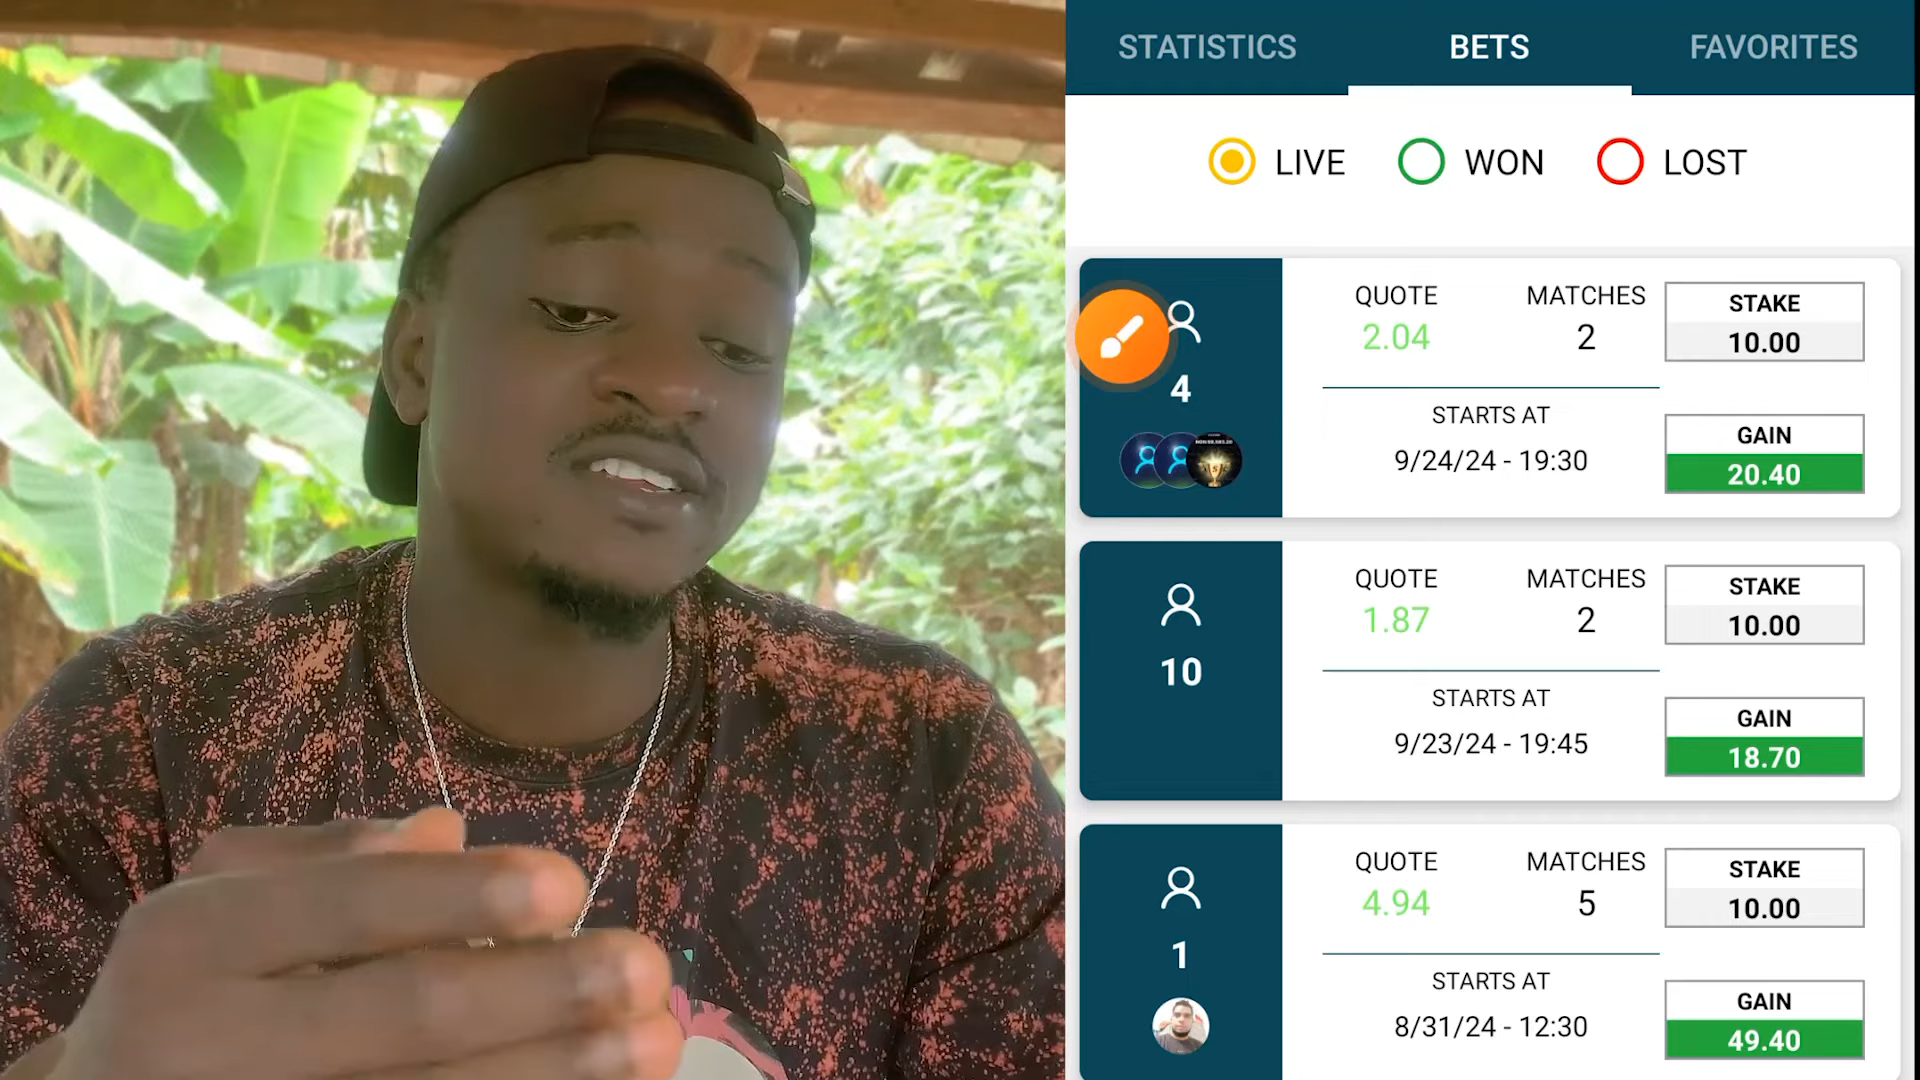 STATISTICS BETS FAVORITES
LIVE WON LOST
QUOTE MATCHES STAKE
2.04 2 10.00
4
STARTS AT GAIN
9/24/24 - 19:30 20.40
QUOTE MATCHES STAKE
1.87 2 10.00
10
STARTS AT GAIN
9/23/24 - 19:45 18.70
QUOTE MATCHES STAKE
4.94 5 10.00
1
STARTS AT GAIN
8/31/24 - 12:30 49.40